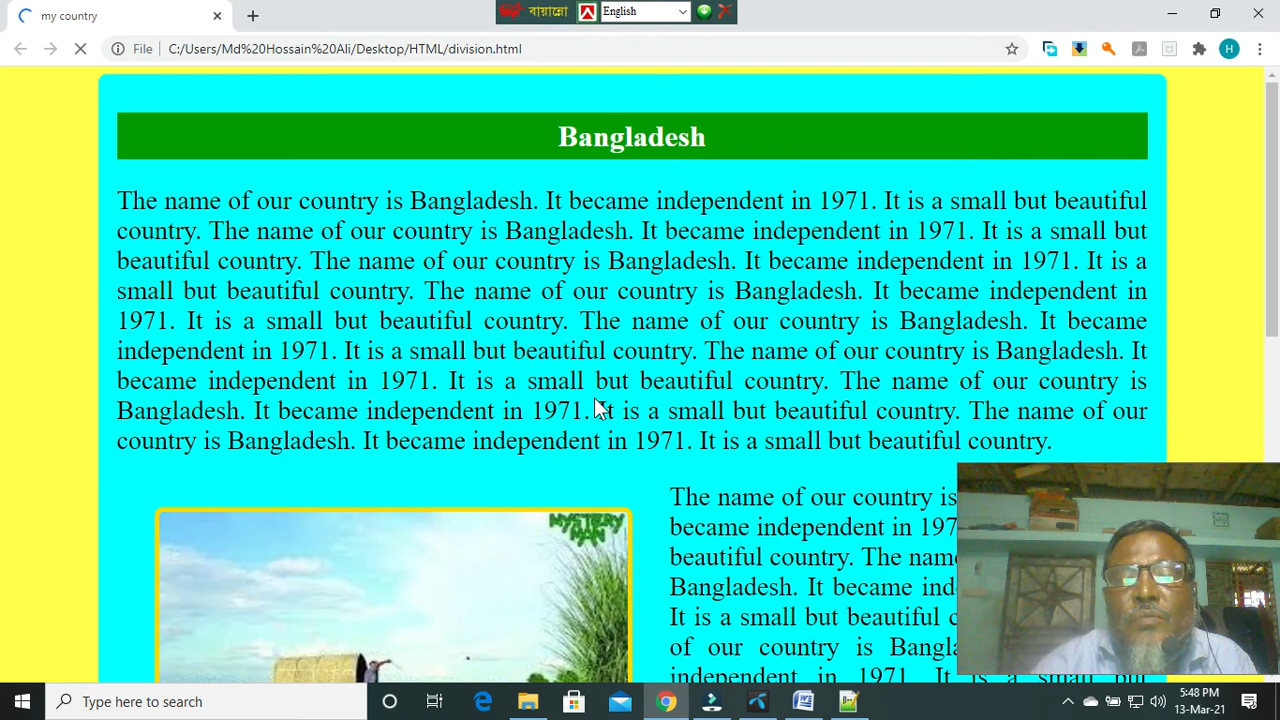 my country
বায়ান্নো
English
File
C:/Users/Md%20Hossain%20Ali/Desktop/HTML/division.html
H
Bangladesh
The name of our country is Bangladesh. It became independent in 1971. It is a small but beautiful
country. The name of our country is Bangladesh. It became independent in 1971. It is a small but
beautiful country. The name of our country is Bangladesh. It became independent in 1971. It is a
small but beautiful country. The name of our country is Bangladesh. It became independent in
1971. It is a small but beautiful country. The name of our country is Bangladesh. It became
independent in 1971. It is a small but beautiful country. The name of our country is Bangladesh. It
became independent in 1971. It is a small but beautiful country. The name of our country is
Bangladesh. It became independent in 1971. It is a small but beautiful country. The name of our
country is Bangladesh. It became independent in 1971. It is a small but beautiful country.
MYSTERY
The name of our country is
became independent in 197
beautiful country. The name
Bangladesh. It became ind
It is a small but beautiful c
of our country is Bangla
independent in 1971. It is a small but
Type here to search
5:48 PM
13-Mar-21